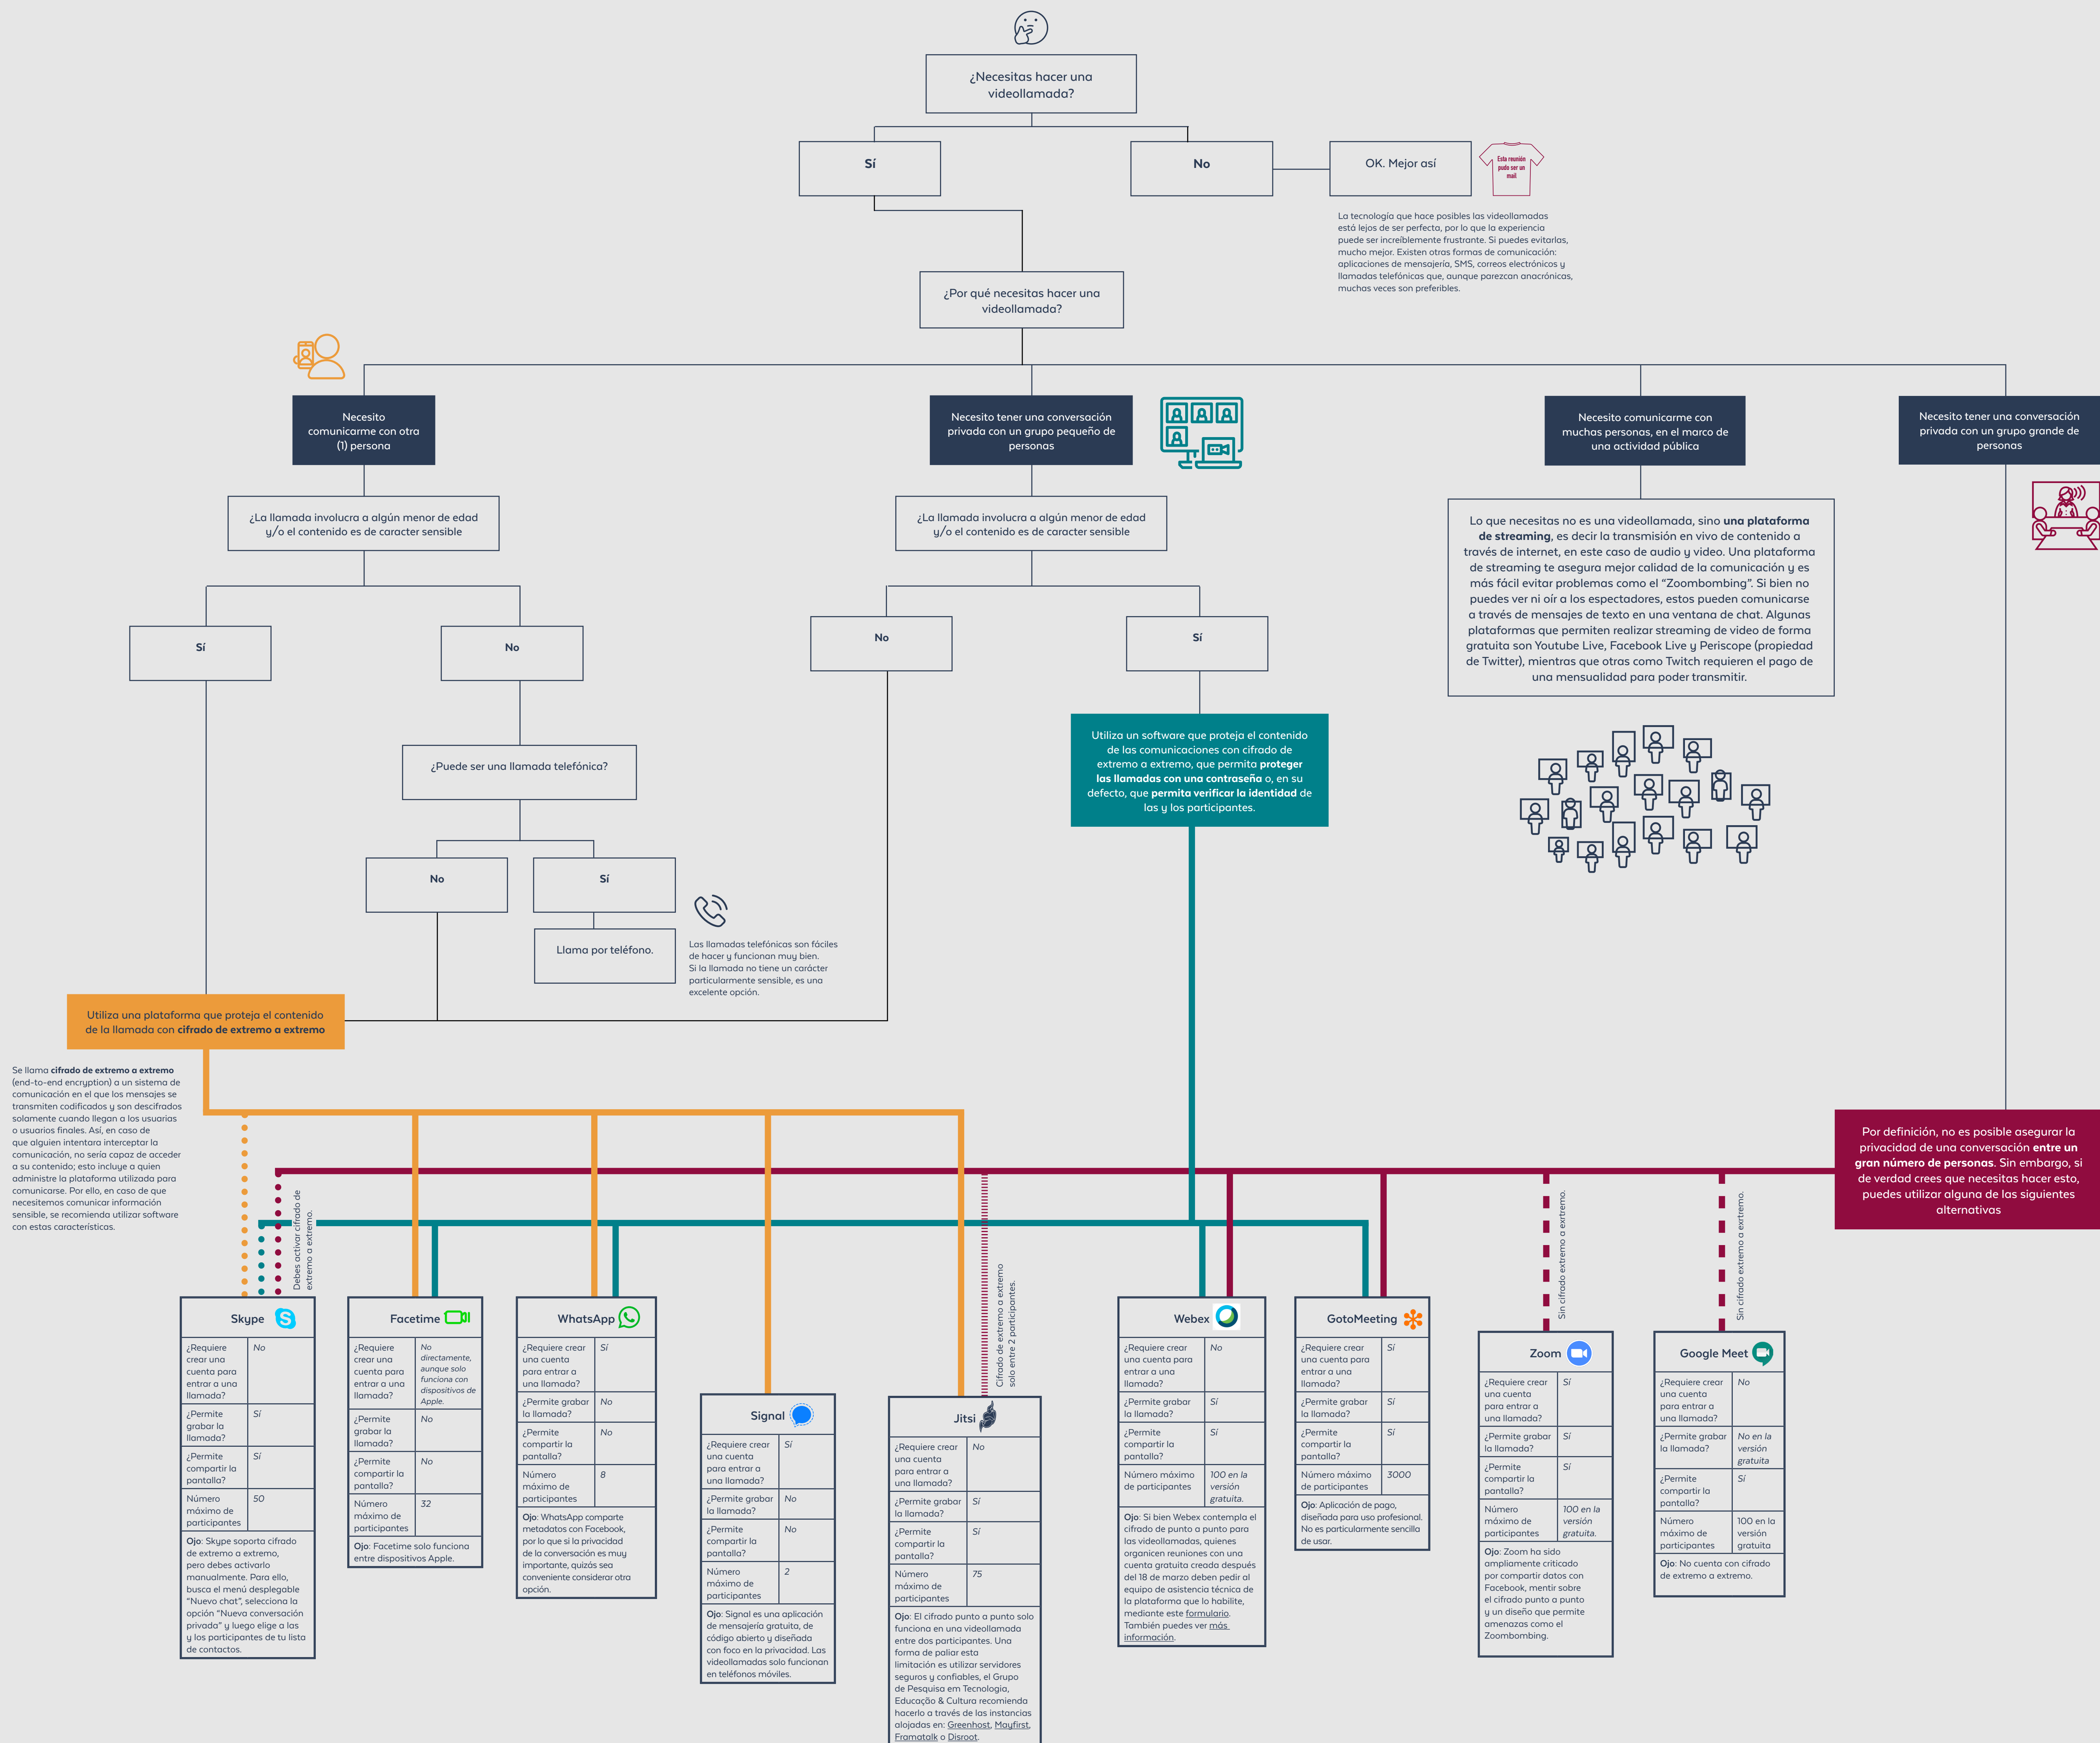 ¿Necesitas hacer una
videollamada?
Sí
No
OK. Mejor así
Esta reunión
pudo ser un
mail
La tecnología que hace posibles las videollamadas
está lejos de ser perfecta, por lo que la experiencia
puede ser increíblemente frustrante. Si puedes evitarlas,
mucho mejor. Existen otras formas de comunicación:
aplicaciones de mensajería, SMS, correos electrónicos y
llamadas telefónicas que, aunque parezcan anacrónicas,
muchas veces son preferibles.
¿Por qué necesitas hacer una
videollamada?
Necesito
comunicarme con otra
(1) persona
Necesito tener una conversación
privada con un grupo pequeño de
personas
Necesito comunicarme con
muchas personas, en el marco de
una actividad pública
Necesito tener una conversación
privada con un grupo grande de
personas
¿La llamada involucra a algún menor de edad
y/o el contenido es de caracter sensible
Sí
No
¿Puede ser una llamada telefónica?
No
Sí
Llama por teléfono.
Las llamadas telefónicas son fáciles
de hacer y funcionan muy bien.
Si la llamada no tiene un carácter
particularmente sensible, es una
excelente opción.
¿La llamada involucra a algún menor de edad
y/o el contenido es de caracter sensible
No
Sí
Utiliza un software que proteja el contenido
de las comunicaciones con cifrado de
extremo a extremo, que permita proteger
las llamadas con una contraseña o, en su
defecto, que permita verificar la identidad de
las y los participantes.
Lo que necesitas no es una videollamada, sino una plataforma
de streaming, es decir la transmisión en vivo de contenido a
través de internet, en este caso de audio y video. Una plataforma
de streaming te asegura mejor calidad de la comunicación y es
más fácil evitar problemas como el “Zoombombing”. Si bien no
puedes ver ni oír a los espectadores, estos pueden comunicarse
a través de mensajes de texto en una ventana de chat. Algunas
plataformas que permiten realizar streaming de video de forma
gratuita son Youtube Live, Facebook Live y Periscope (propiedad
de Twitter), mientras que otras como Twitch requieren el pago de
una mensualidad para poder transmitir.
Utiliza una plataforma que proteja el contenido
de la llamada con cifrado de extremo a extremo
Se llama cifrado de extremo a extremo
(end-to-end encryption) a un sistema de
comunicación en el que los mensajes se
transmiten codificados y son descifrados
solamente cuando llegan a los usuarias
o usuarios finales. Así, en caso de
que alguien intentara interceptar la
comunicación, no sería capaz de acceder
a su contenido; esto incluye a quien
administre la plataforma utilizada para
comunicarse. Por ello, en caso de que
necesitemos comunicar información
sensible, se recomienda utilizar software
con estas características.
Por definición, no es posible asegurar la
privacidad de una conversación entre un
gran número de personas. Sin embargo, si
de verdad crees que necesitas hacer esto,
puedes utilizar alguna de las siguientes
alternativas
Debes activar cifrado de
extremo a extremo.
Cifrado de extremo a extremo
solo entre 2 participantes.
Sin cifrado extremo a exrtremo.
Sin cifrado extremo a exrtremo.
Skype
¿Requiere
crear una
cuenta para
entrar a una
llamada?
No
¿Permite
grabar la
llamada?
Sí
¿Permite
compartir la
pantalla?
Sí
Número
máximo de
participantes
50
Ojo: Skype soporta cifrado
de extremo a extremo,
pero debes activarlo
manualmente. Para ello,
busca el menú desplegable
“Nuevo chat”, selecciona la
opción “Nueva conversación
privada” y luego elige a las
y los participantes de tu lista
de contactos.
Facetime
¿Requiere
crear una
cuenta para
entrar a una
llamada?
No
directamente,
aunque solo
funciona con
dispositivos de
Apple.
¿Permite
grabar la
llamada?
No
¿Permite
compartir la
pantalla?
No
Número
máximo de
participantes
32
Ojo: Facetime solo funciona
entre dispositivos Apple.
WhatsApp
¿Requiere crear
una cuenta
para entrar a
una llamada?
Sí
¿Permite grabar
la llamada?
No
¿Permite
compartir la
pantalla?
No
Número
máximo de
participantes
8
Ojo: WhatsApp comparte
metadatos con Facebook,
por lo que si la privacidad
de la conversación es muy
importante, quizás sea
conveniente considerar otra
opción.
Signal
¿Requiere crear
una cuenta
para entrar a
una llamada?
Sí
¿Permite grabar
la llamada?
No
¿Permite
compartir la
pantalla?
No
Número
máximo de
participantes
2
Ojo: Signal es una aplicación
de mensajería gratuita, de
código abierto y diseñada
con foco en la privacidad. Las
videollamadas solo funcionan
en teléfonos móviles.
Jitsi
¿Requiere crear
una cuenta
para entrar a
una llamada?
No
¿Permite grabar
la llamada?
Sí
¿Permite
compartir la
pantalla?
Sí
Número
máximo de
participantes
75
Ojo: El cifrado punto a punto solo
funciona en una videollamada
entre dos participantes. Una
forma de paliar esta
limitación es utilizar servidores
seguros y confiables, el Grupo
de Pesquisa em Tecnologia,
Educação & Cultura recomienda
hacerlo a través de las instancias
alojadas en: Greenhost, Mayfirst,
Framatalk o Disroot.
Webex
¿Requiere crear
una cuenta para
entrar a una
llamada?
No
¿Permite grabar
la llamada?
Sí
¿Permite
compartir la
pantalla?
Sí
Número máximo
de participantes
100 en la
versión
gratuita.
Ojo: Si bien Webex contempla el
cifrado de punto a punto para
las videollamadas, quienes
organicen reuniones con una
cuenta gratuita creada después
del 18 de marzo deben pedir al
equipo de asistencia técnica de
la plataforma que lo habilite,
mediante este formulario.
También puedes ver más
información.
GotoMeeting
¿Requiere crear
una cuenta para
entrar a una
llamada?
Sí
¿Permite grabar
la llamada?
Sí
¿Permite
compartir la
pantalla?
Sí
Número máximo
de participantes
3000
Ojo: Aplicación de pago,
diseñada para uso profesional.
No es particularmente sencilla
de usar.
Zoom
¿Requiere crear
una cuenta
para entrar a
una llamada?
Sí
¿Permite grabar
la llamada?
Sí
¿Permite
compartir la
pantalla?
Sí
Número
máximo de
participantes
100 en la
versión
gratuita.
Ojo: Zoom ha sido
ampliamente criticado
por compartir datos con
Facebook, mentir sobre
el cifrado punto a punto
y un diseño que permite
amenazas como el
Zoombombing.
Google Meet
¿Requiere crear
una cuenta
para entrar a
una llamada?
No
¿Permite grabar
la llamada?
No en la
versión
gratuita
¿Permite
compartir la
pantalla?
Sí
Número
máximo de
participantes
100 en la
versión
gratuita
Ojo: No cuenta con cifrado
de extremo a extremo.